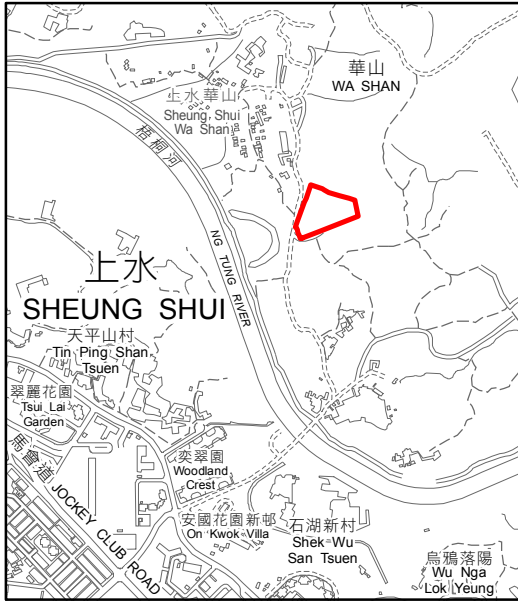 華山
WA SHAN
上水華山
Sheung Shui
Wa Shan
梧桐河
NG TUNG RIVER
上水
SHEUNG SHUI
天平山村
Tin Ping Shan
Tsuen
翠麗花園
Tsui Lai
Garden
奕翠園
Woodland
Crest
馬會道 JOCKEY CLUB ROAD
安國花園新邨
On Kwok Villa
石湖新村
Shek Wu
San Tsuen
烏鴉落陽
Wu Nga
Lok Yeung